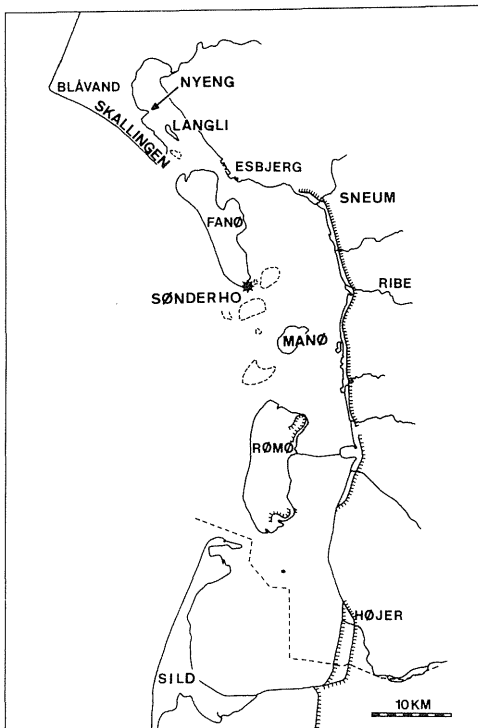 BLÅVAND
NYENG
SKALLINGEN
LANGLI
ESBJERG
SNEUM
FANØ
RIBE
SØNDERHO
MANØ
RØMØ
HØJER
SILD
10KM